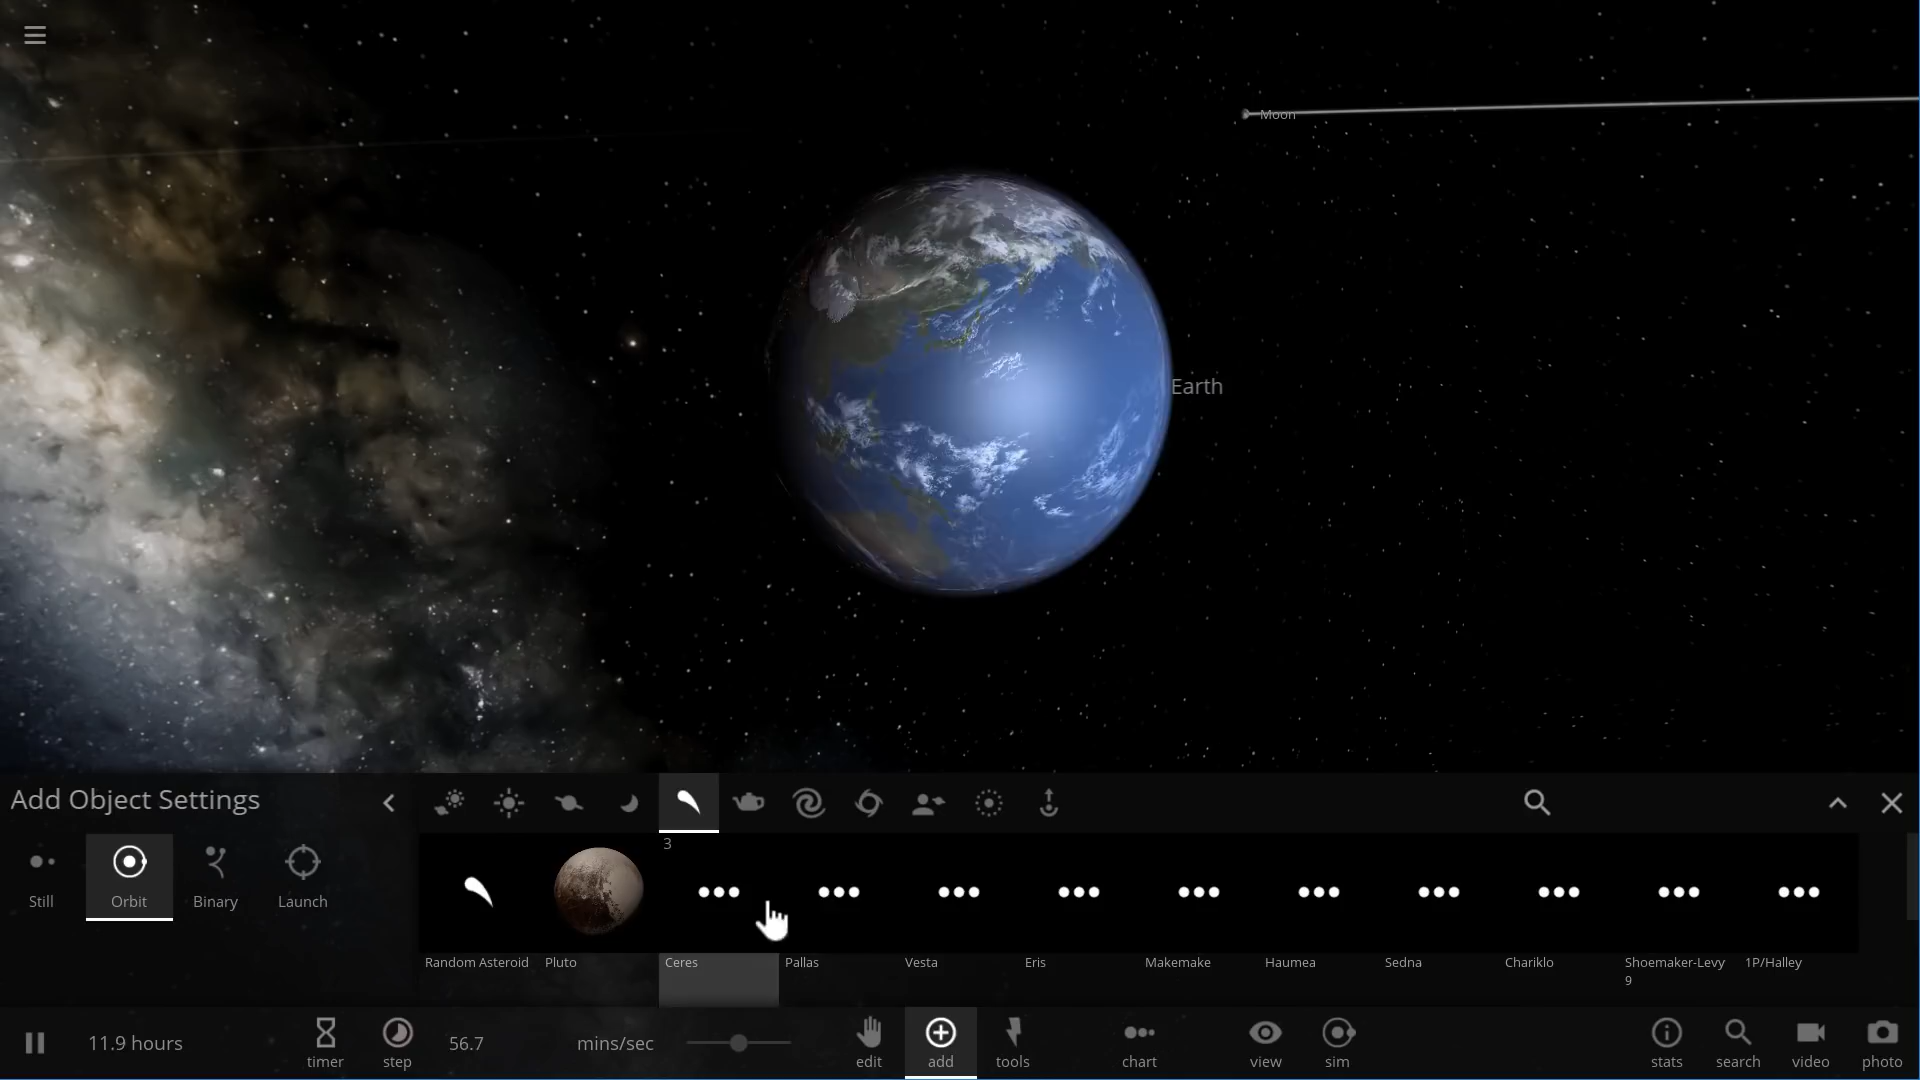 Moon
Earth
Add Object Settings
Still
Orbit
Binary
Launch
3
Random Asteroid
Pluto
Ceres
Pallas
Vesta
Eris
Makemake
Haumea
Sedna
Chariklo
Shoemaker-Levy
9
1P/Halley
11.9 hours
timer
step
56.7
mins/sec
edit
add
tools
chart
view
sim
stats
search
video
photo